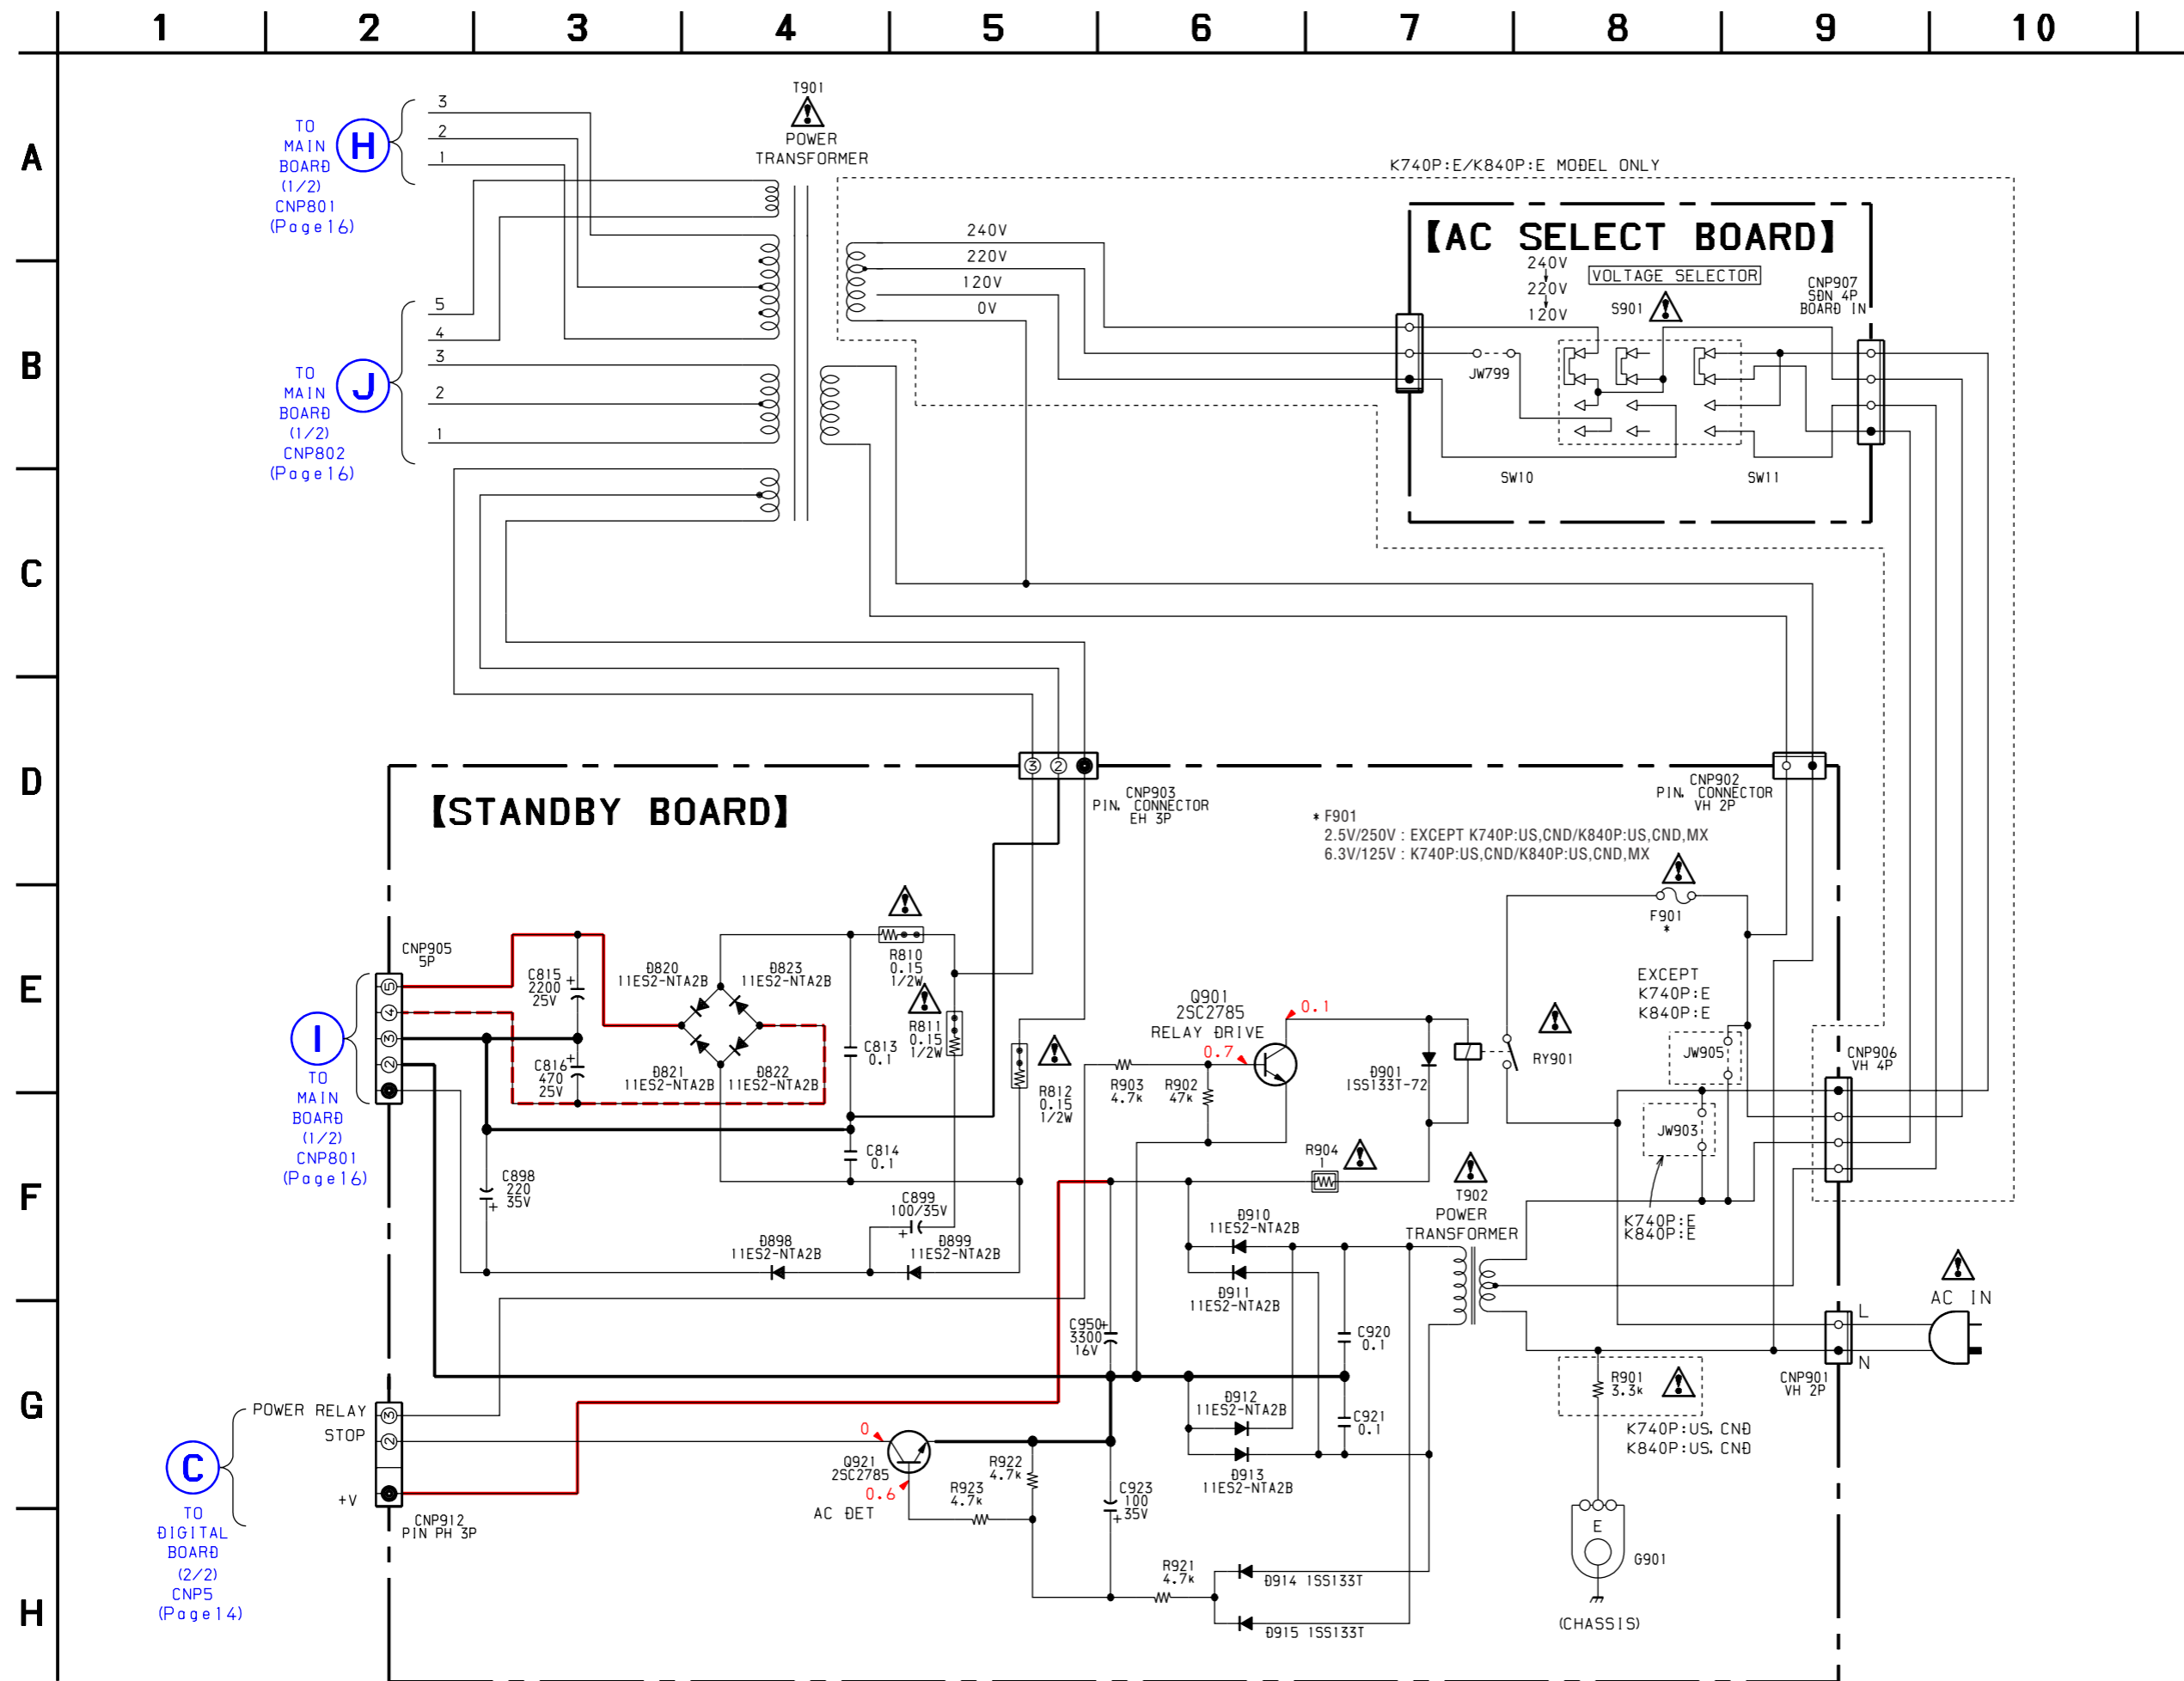 1 2 3 4 5 6 7 8 9 10
A
B
C
D
E
F
G
H
TO
MAIN
BOARD
(1/2)
CNP801
(Page16)
H
3
2
1
T901
POWER
TRANSFORMER
K740P:E/K840P:E MODEL ONLY
【AC SELECT BOARD】
240V
220V
120V
0V
240V
220V
120V
VOLTAGE SELECTOR
S901
CNP907
SDN 4P
BOARD IN
JW799
SW10
SW11
TO
MAIN
BOARD
(1/2)
CNP802
(Page16)
J
5
4
3
2
1
【STANDBY BOARD】
3 2
CNP903
PIN. CONNECTOR
EH 3P
CNP902
PIN. CONNECTOR
VH 2P
* F901
2.5V/250V : EXCEPT K740P:US,CND/K840P:US,CND,MX
6.3V/125V : K740P:US,CND/K840P:US,CND,MX
F901
*
CNP905
5P
5
4
3
2
I
TO
MAIN
BOARD
(1/2)
CNP801
(Page16)
C815
2200
25V
C816
470
25V
D820
11ES2-NTA2B
D823
11ES2-NTA2B
D821
11ES2-NTA2B
D822
11ES2-NTA2B
C813
0.1
C814
0.1
R810
0.15
1/2W
R811
0.15
1/2W
R812
0.15
1/2W
Q901
2SC2785
RELAY DRIVE
0.1
0.7
R903
4.7k
R902
47k
D901
1SS133T-72
RY901
EXCEPT
K740P:E
K840P:E
JW905
JW903
K740P:E
K840P:E
CNP906
VH 4P
C898
220
35V
C899
100/35V
D898
11ES2-NTA2B
D899
11ES2-NTA2B
R904
1
T902
POWER
TRANSFORMER
D910
11ES2-NTA2B
D911
11ES2-NTA2B
C950
3300
16V
C920
0.1
C921
0.1
D912
11ES2-NTA2B
D913
11ES2-NTA2B
AC IN
L
N
CNP901
VH 2P
R901
3.3k
K740P:US.CND
K840P:US.CND
POWER RELAY
STOP
+V
3
2
C
TO
DIGITAL
BOARD
(2/2)
CNP5
(Page14)
CNP912
PIN PH 3P
0
Q921
2SC2785
0.6
AC DET
R923
4.7k
R922
4.7k
C923
100
35V
R921
4.7k
D914 1SS133T
D915 1SS133T
E
G901
(CHASSIS)